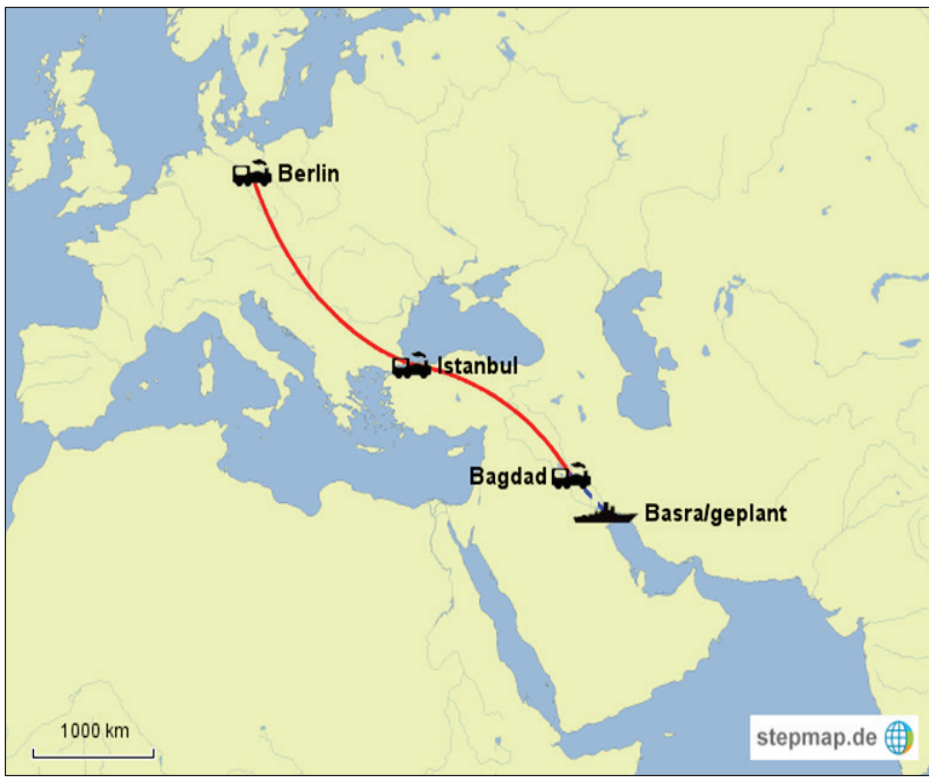 Berlin
Istanbul
Bagdad
Basra/geplant
1000 km
stepmap.de